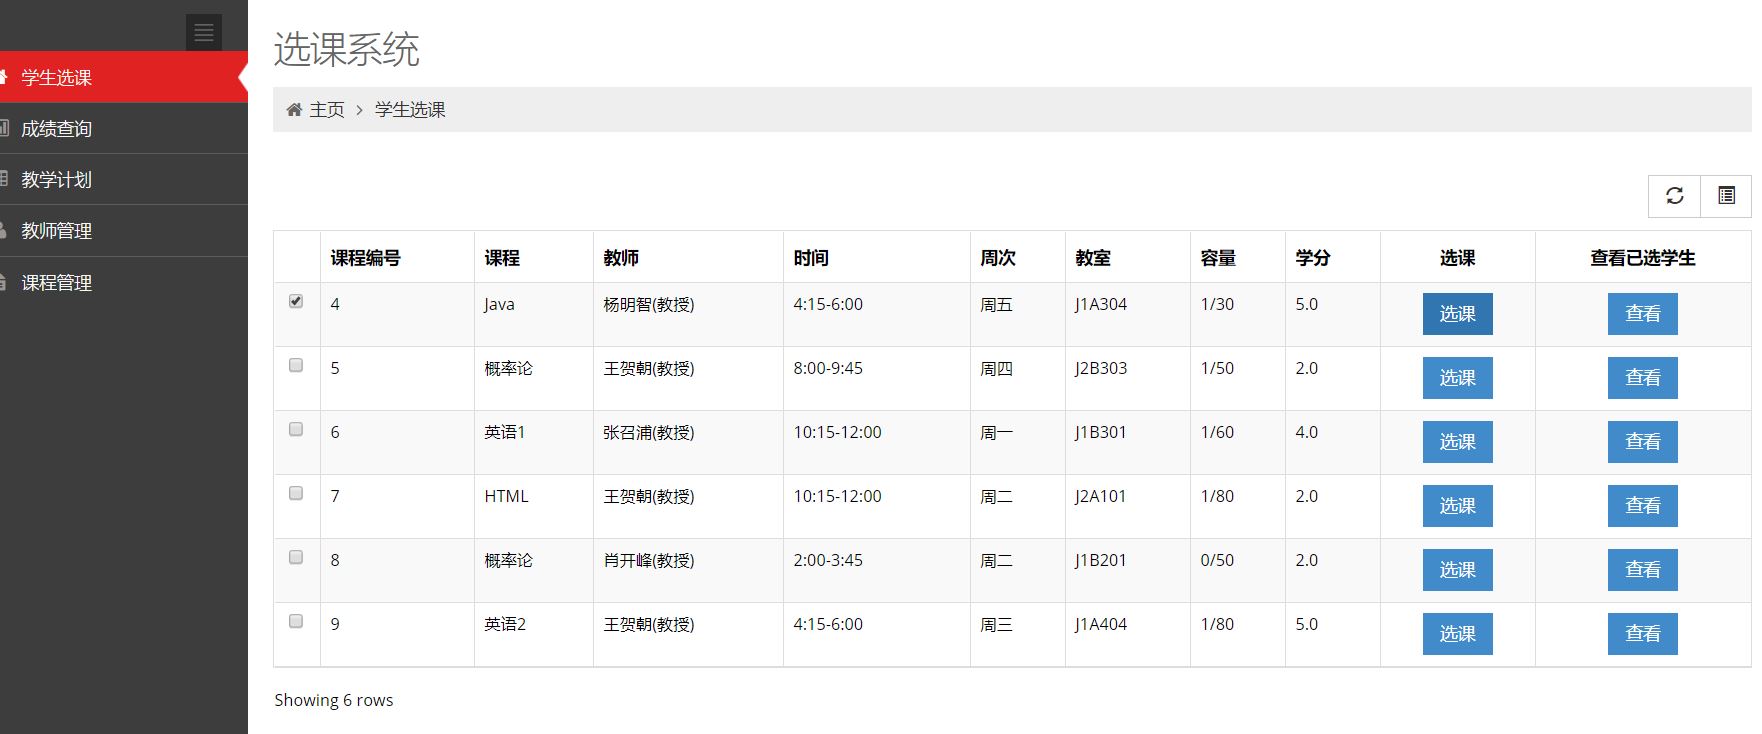 选课系统
学生选课
成绩查询
教学计划
教师管理
课程管理
主页 > 学生选课
课程编号 课程 教师 时间 周次 教室 容量 学分 选课 查看已选学生
4 Java 杨明智(教授) 4:15-6:00 周五 J1A304 1/30 5.0 选课 查看
5 概率论 王贺朝(教授) 8:00-9:45 周四 J2B303 1/50 2.0 选课 查看
6 英语1 张召浦(教授) 10:15-12:00 周一 J1B301 1/60 4.0 选课 查看
7 HTML 王贺朝(教授) 10:15-12:00 周二 J2A101 1/80 2.0 选课 查看
8 概率论 肖开峰(教授) 2:00-3:45 周二 J1B201 0/50 2.0 选课 查看
9 英语2 王贺朝(教授) 4:15-6:00 周三 J1A404 1/80 5.0 选课 查看
Showing 6 rows